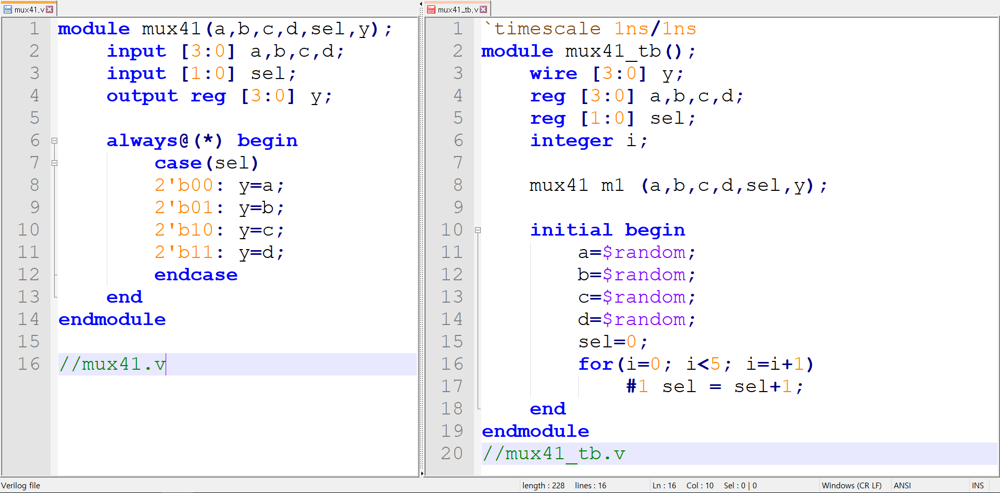 mux41.v
1 module mux41(a,b,c,d,sel,y);
2     input [3:0] a,b,c,d;
3     input [1:0] sel;
4     output reg [3:0] y;
5
6     always@(*) begin
7         case(sel)
8         2'b00: y=a;
9         2'b01: y=b;
10         2'b10: y=c;
11         2'b11: y=d;
12         endcase
13     end
14 endmodule
15
16 //mux41.v
mux41_tb.v
1 `timescale 1ns/1ns
2 module mux41_tb();
3     wire [3:0] y;
4     reg [3:0] a,b,c,d;
5     reg [1:0] sel;
6     integer i;
7
8     mux41 m1 (a,b,c,d,sel,y);
9
10     initial begin
11         a=$random;
12         b=$random;
13         c=$random;
14         d=$random;
15         sel=0;
16         for(i=0; i<5; i=i+1)
17             #1 sel = sel+1;
18     end
19 endmodule
20 //mux41_tb.v
Verilog file length : 228 lines : 16 Ln : 16 Col : 10 Sel : 0 | 0 Windows (CR LF) ANSI INS